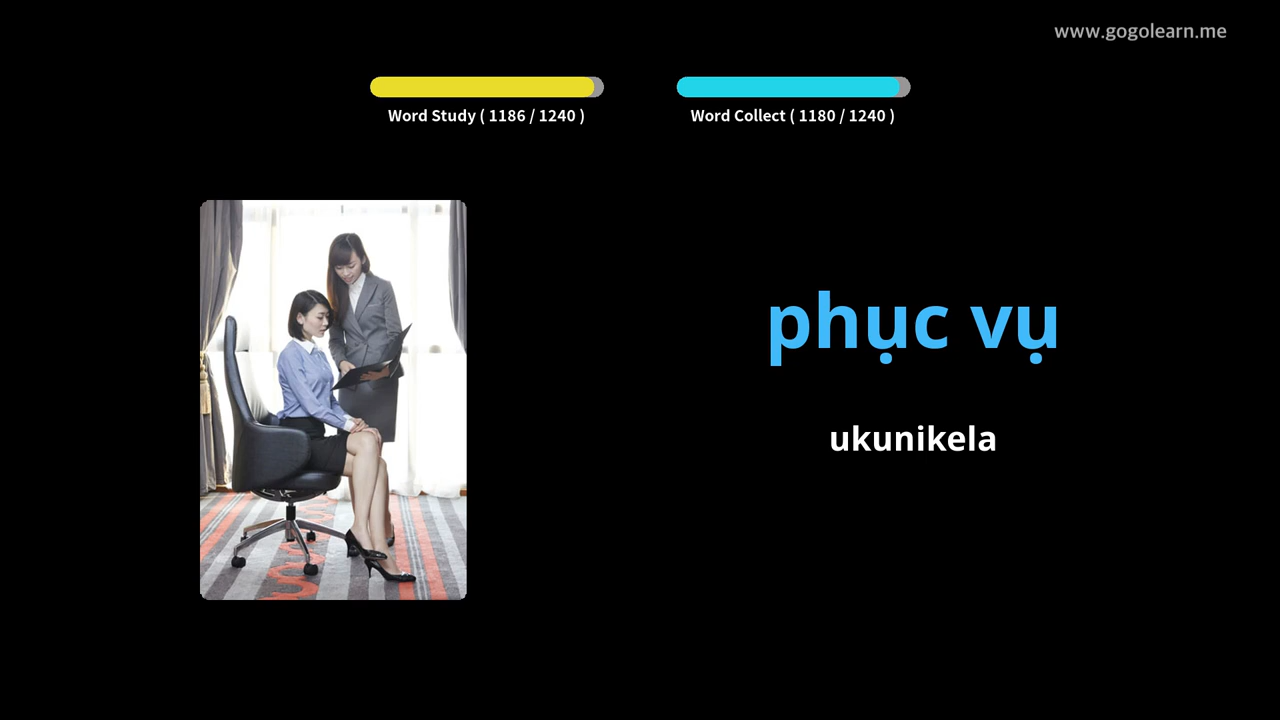 www.gogolearn.me
Word Study ( 1186 / 1240 )
Word Collect ( 1180 / 1240 )
phục vụ
ukunikela